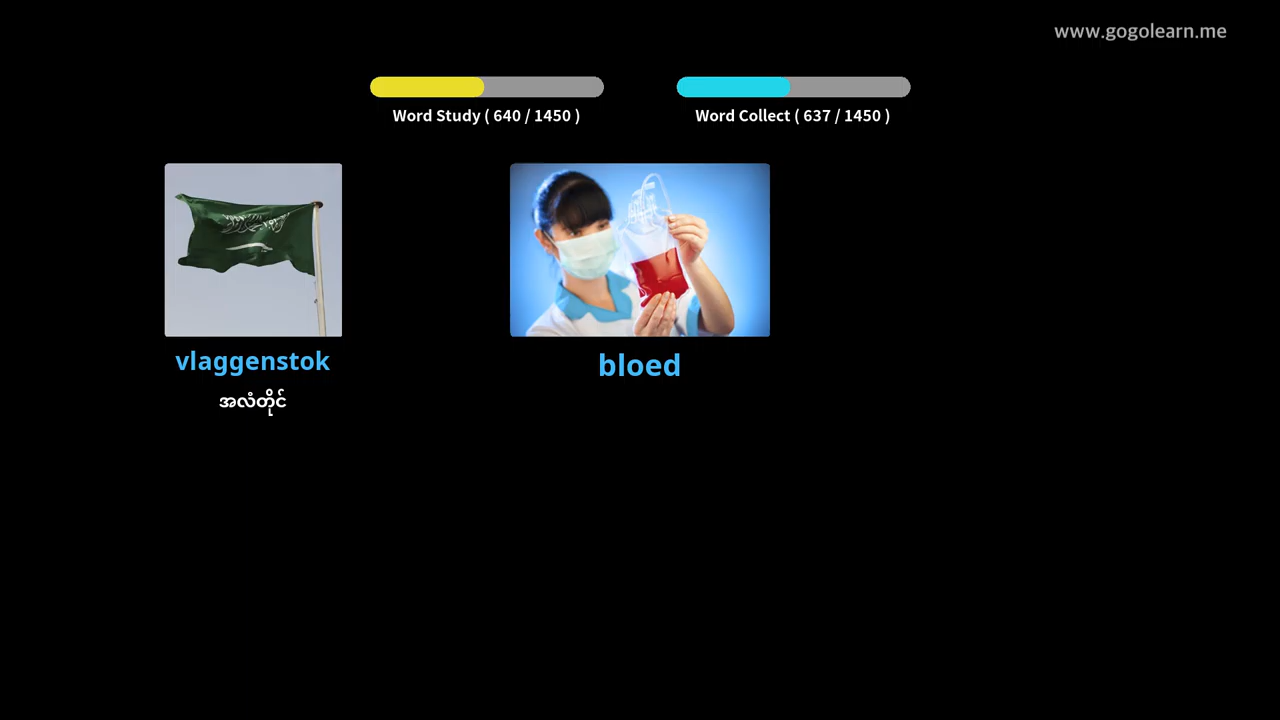 www.gogolearn.me
Word Study ( 640 / 1450 )
Word Collect ( 637 / 1450 )
vlaggenstok
အလံတိုင်
bloed